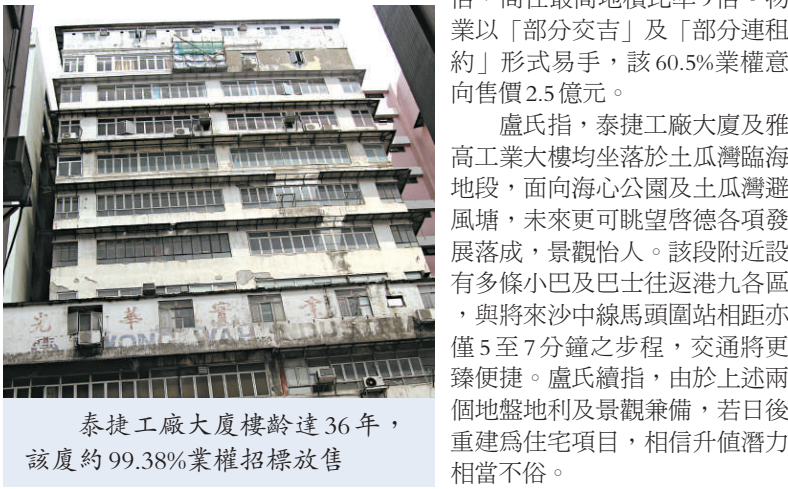 光 華 實 業
KONG WAH
泰捷工廠大廈樓齡達36年，
該廈約99.38%業權招標放售
倍，商住最高地積比率9倍。物
業以「部分交吉」及「部分連租
約」形式易手，該60.5%業權意
向售價2.5億元。
盧氏指，泰捷工廠大廈及雅
高工業大樓均坐落於土瓜灣臨海
地段，面向海心公園及土瓜灣避
風塘，未來更可眺望啓德各項發
展落成，景觀怡人。該段附近設
有多條小巴及巴士往返港九各區
，與將來沙中線馬頭圍站相距亦
僅5至7分鐘之步程，交通將更
臻便捷。盧氏續指，由於上述兩
個地盤地利及景觀兼備，若日後
重建爲住宅項目，相信升值潛力
相當不俗。